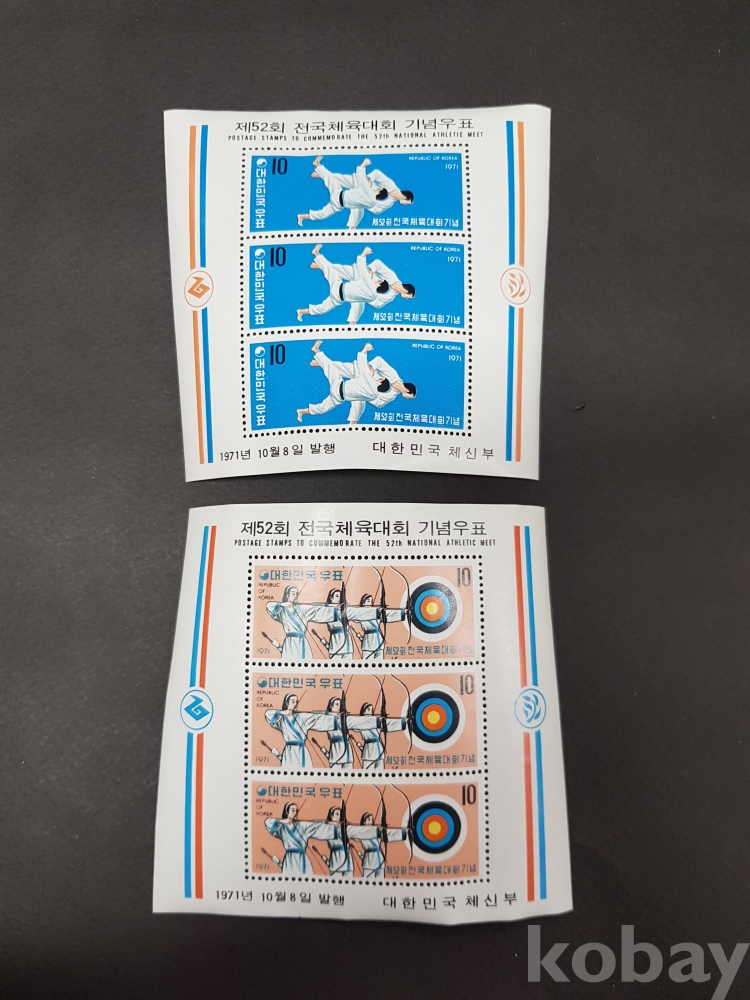 제52회 전국체육대회 기념우표
POSTAGE STAMPS TO COMMEMORATE THE 52th NATIONAL ATHLETIC MEET
대한민국우표
10
REPUBLIC OF KOREA
1971
제52회전국체육대회기념
대한민국우표
10
REPUBLIC OF KOREA
1971
제52회전국체육대회기념
대한민국우표
10
REPUBLIC OF KOREA
1971
제52회전국체육대회기념
1971년 10월 8일 발행 대한민국 체신부
제52회 전국체육대회 기념우표
POSTAGE STAMPS TO COMMEMORATE THE 52th NATIONAL ATHLETIC MEET
대한민국우표
10
REPUBLIC
OF KOREA
1971
제52회전국체육대회기념
대한민국우표
10
REPUBLIC
OF KOREA
1971
제52회전국체육대회기념
대한민국우표
10
REPUBLIC
OF KOREA
1971
제52회전국체육대회기념
1971년 10월 8일 발행 대한민국 체신부
kobay